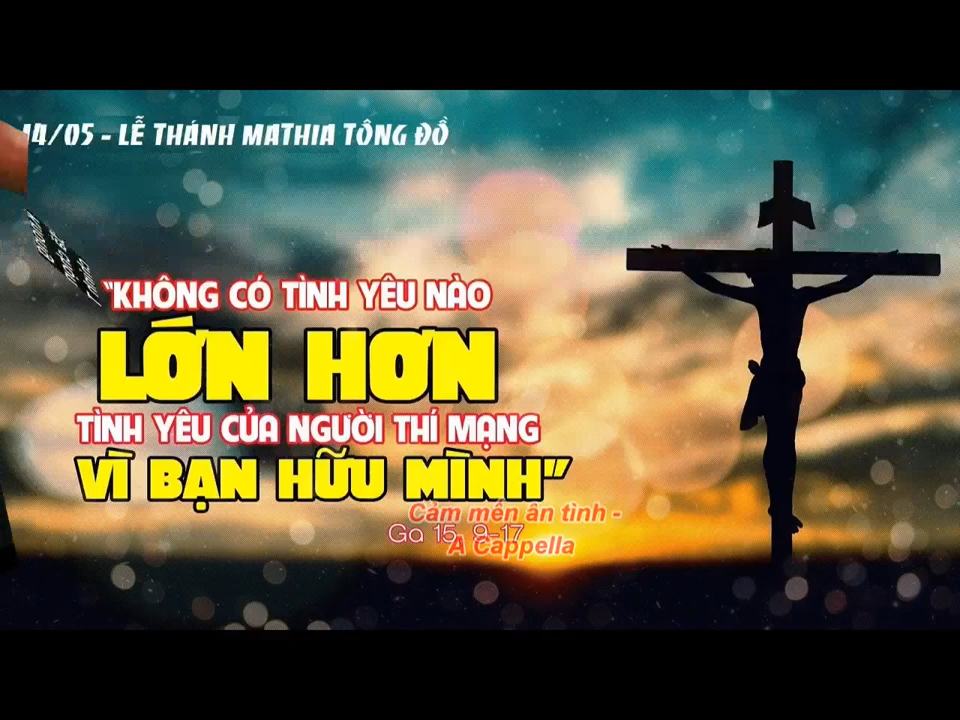 14/05 - LỄ THÁNH MATHIA TÔNG ĐỒ
“KHÔNG CÓ TÌNH YÊU NÀO
LỚN HƠN
TÌNH YÊU CỦA NGƯỜI THÍ MẠNG
VÌ BẠN HỮU MÌNH”
Cảm mến ân tình -
Ga 15, 9-17
A Cappella